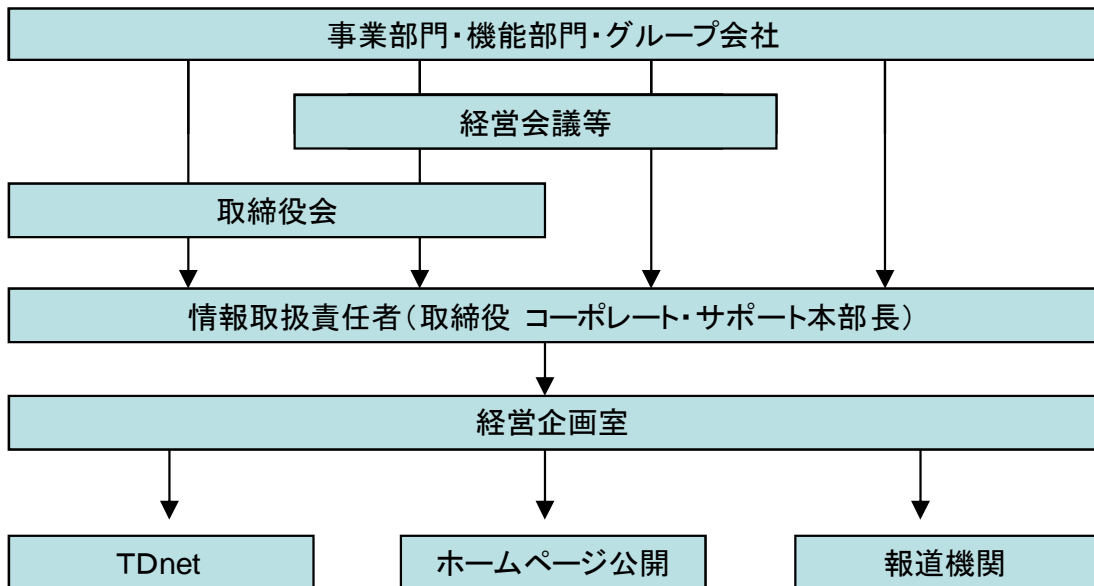 事業部門・機能部門・グループ会社
経営会議等
取締役会
情報取扱責任者(取締役 コーポレート・サポート本部長)
経営企画室
TDnet
ホームページ公開
報道機関